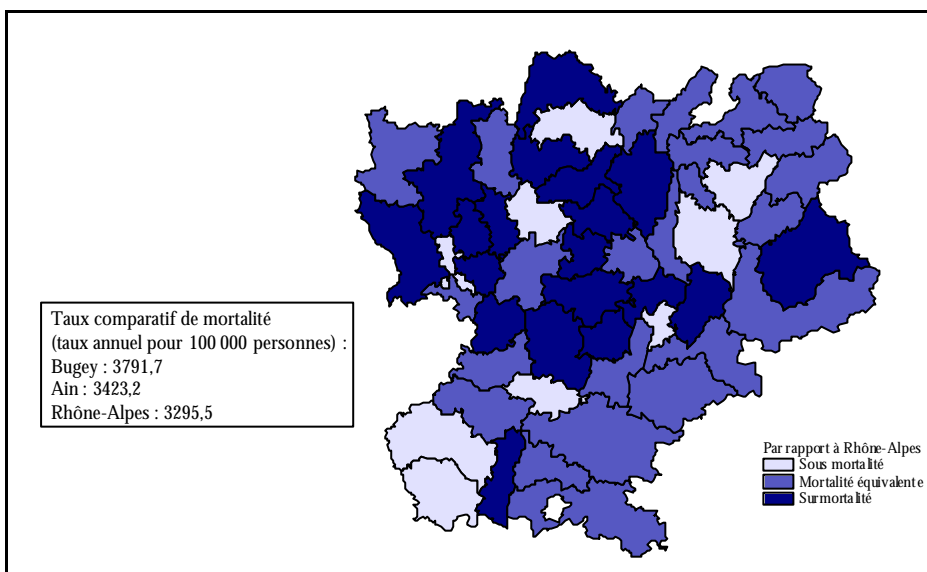 Taux comparatif de mortalité
(taux annuel pour 100 000 personnes) :
Bugey : 3791,7
Ain : 3423,2
Rhône-Alpes : 3295,5
Par rapport à Rhône-Alpes
Sous mortalité
Mortalité équivalente
Surmortalité